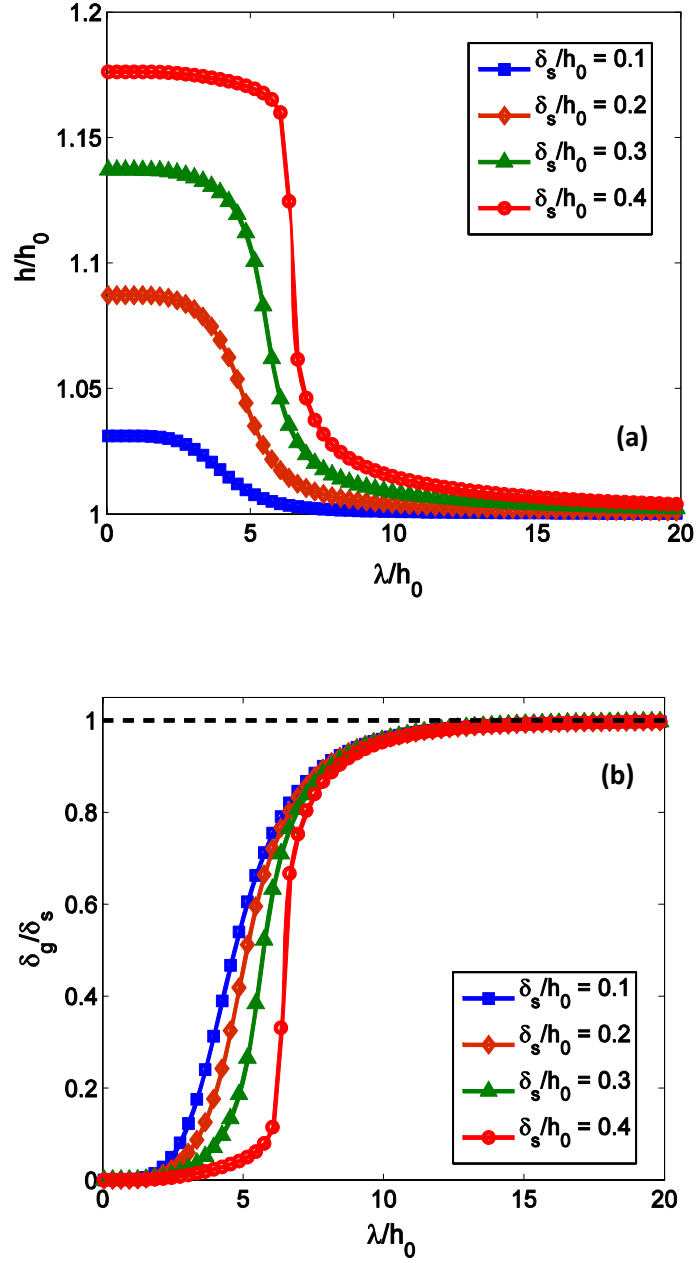 1.2
1.15
1.1
1.05
1
h/h₀
δₛ/h₀ = 0.1
δₛ/h₀ = 0.2
δₛ/h₀ = 0.3
δₛ/h₀ = 0.4
(a)
0 5 10 15 20
λ/h₀
1
0.8
0.6
0.4
0.2
0
δg/δₛ
(b)
δₛ/h₀ = 0.1
δₛ/h₀ = 0.2
δₛ/h₀ = 0.3
δₛ/h₀ = 0.4
0 5 10 15 20
λ/h₀